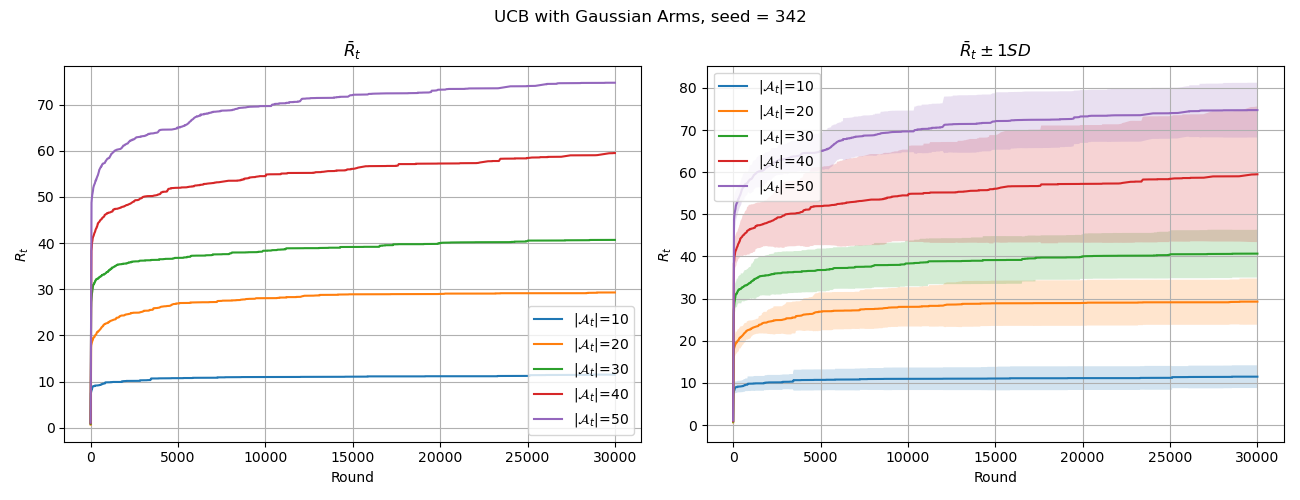 UCB with Gaussian Arms, seed = 342
R̄ₜ
70
60
50
40
30
20
10
0
Rₜ
|𝒜ₜ|=10
|𝒜ₜ|=20
|𝒜ₜ|=30
|𝒜ₜ|=40
|𝒜ₜ|=50
0 5000 10000 15000 20000 25000 30000
Round
R̄ₜ ± 1SD
80
70
60
50
40
30
20
10
0
Rₜ
|𝒜ₜ|=10
|𝒜ₜ|=20
|𝒜ₜ|=30
|𝒜ₜ|=40
|𝒜ₜ|=50
0 5000 10000 15000 20000 25000 30000
Round